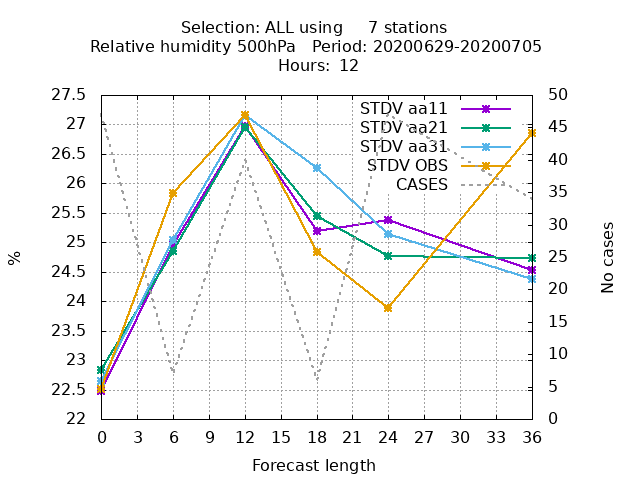 Selection: ALL using 7 stations
Relative humidity 500hPa Period: 20200629-20200705
Hours: 12
27.5
27
26.5
26
25.5
25
24.5
24
23.5
23
22.5
22
%
STDV aa11
STDV aa21
STDV aa31
STDV OBS
CASES
50
45
40
35
30
25
20
15
10
5
0
No cases
0 3 6 9 12 15 18 21 24 27 30 33 36
Forecast length